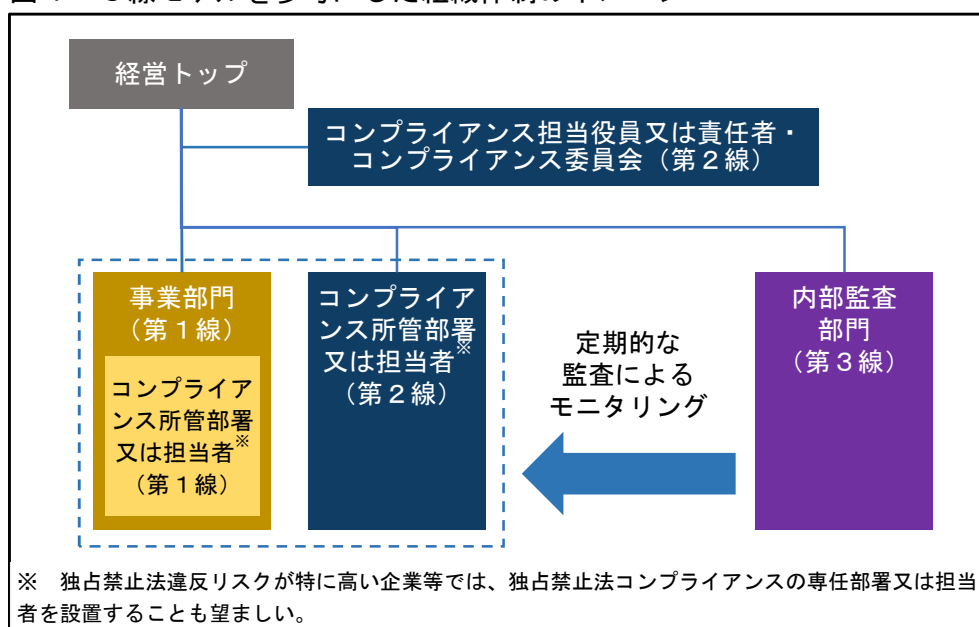 経営トップ
コンプライアンス担当役員又は責任者・
コンプライアンス委員会（第２線）
事業部門
（第１線）
コンプライア
ンス所管部署
又は担当者※
（第１線）
コンプライア
ンス所管部署
又は担当者※
（第２線）
定期的な
監査による
モニタリング
内部監査
部門
（第３線）
※　独占禁止法違反リスクが特に高い企業等では、独占禁止法コンプライアンスの専任部署又は担当
者を設置することも望ましい。